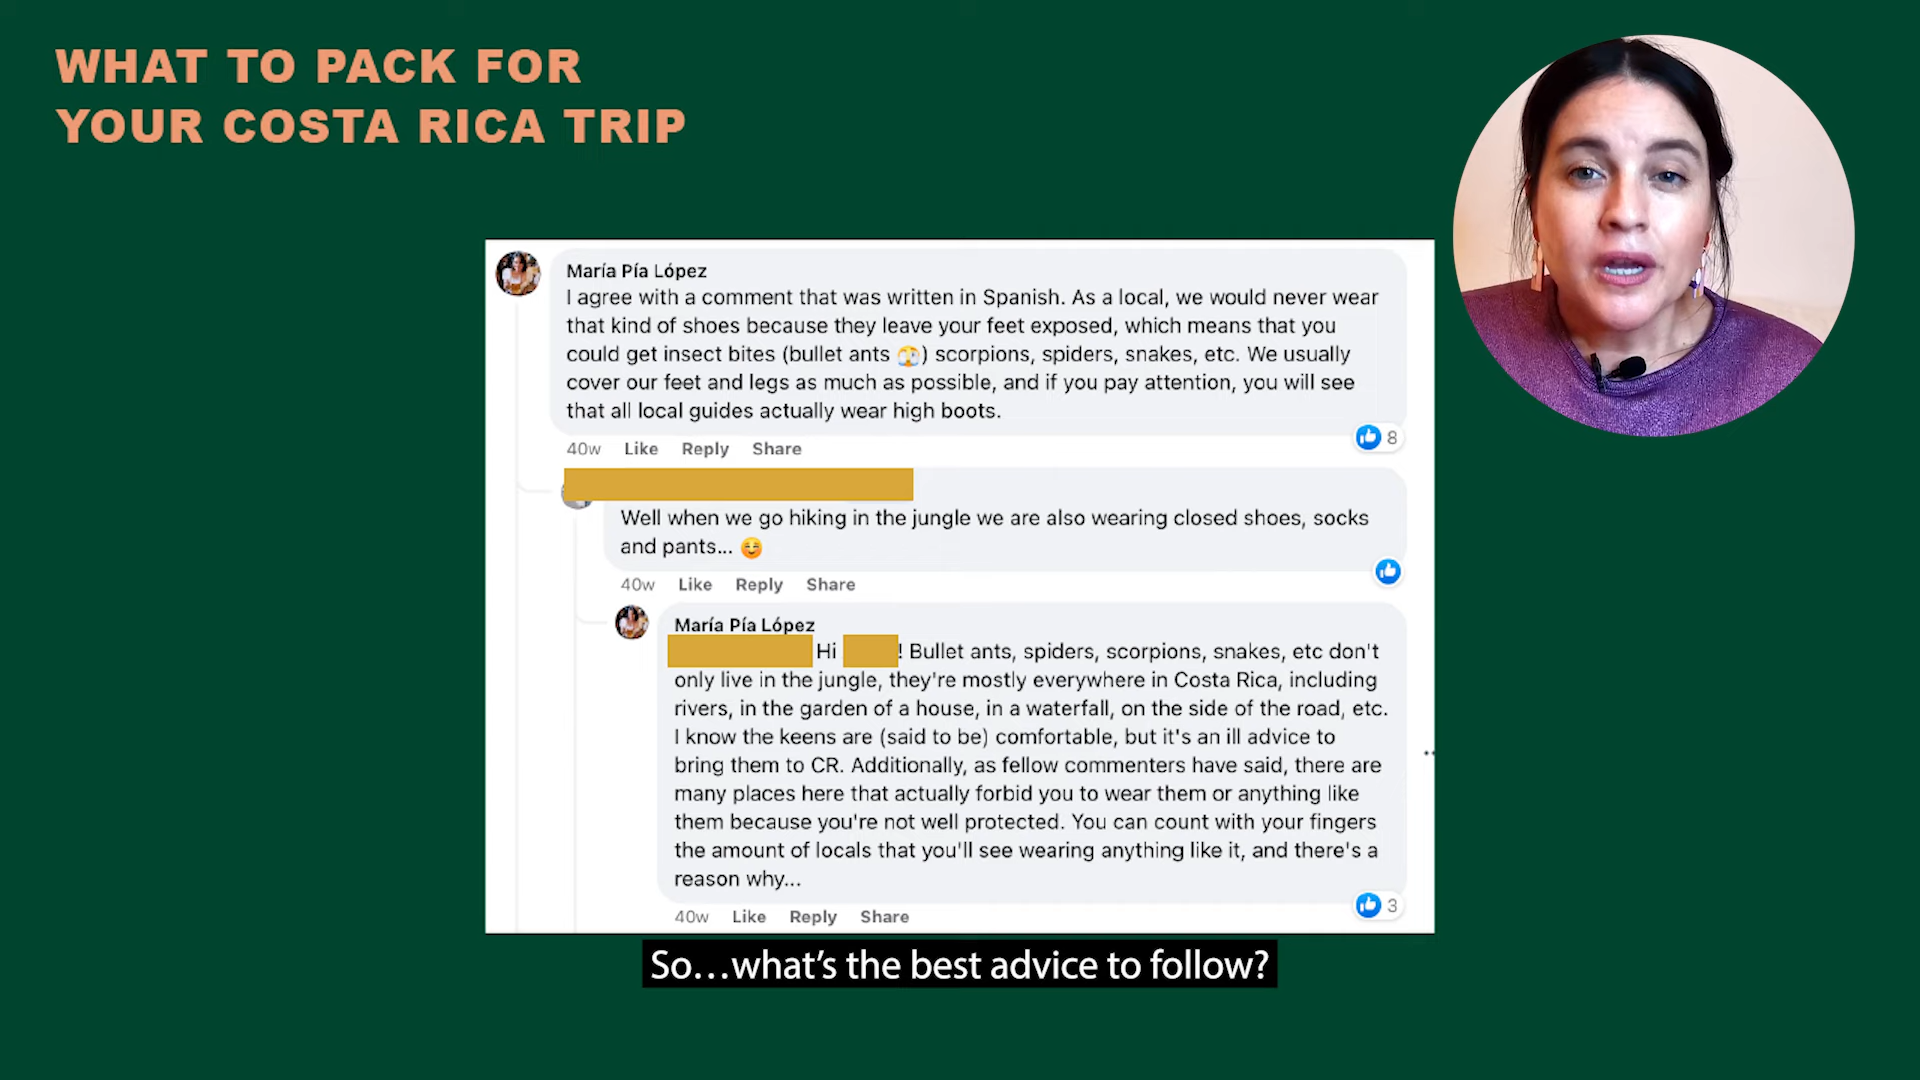 WHAT TO PACK FOR
YOUR COSTA RICA TRIP
María Pía López
I agree with a comment that was written in Spanish. As a local, we would never wear
that kind of shoes because they leave your feet exposed, which means that you
could get insect bites (bullet ants 🫣) scorpions, spiders, snakes, etc. We usually
cover our feet and legs as much as possible, and if you pay attention, you will see
that all local guides actually wear high boots.
40w Like Reply Share 8
Well when we go hiking in the jungle we are also wearing closed shoes, socks
and pants... ☺️
40w Like Reply Share
María Pía López
Hi ! Bullet ants, spiders, scorpions, snakes, etc don't
only live in the jungle, they're mostly everywhere in Costa Rica, including
rivers, in the garden of a house, in a waterfall, on the side of the road, etc.
I know the keens are (said to be) comfortable, but it's an ill advice to
bring them to CR. Additionally, as fellow commenters have said, there are
many places here that actually forbid you to wear them or anything like
them because you're not well protected. You can count with your fingers
the amount of locals that you'll see wearing anything like it, and there's a
reason why...
40w Like Reply Share 3
So...what's the best advice to follow?